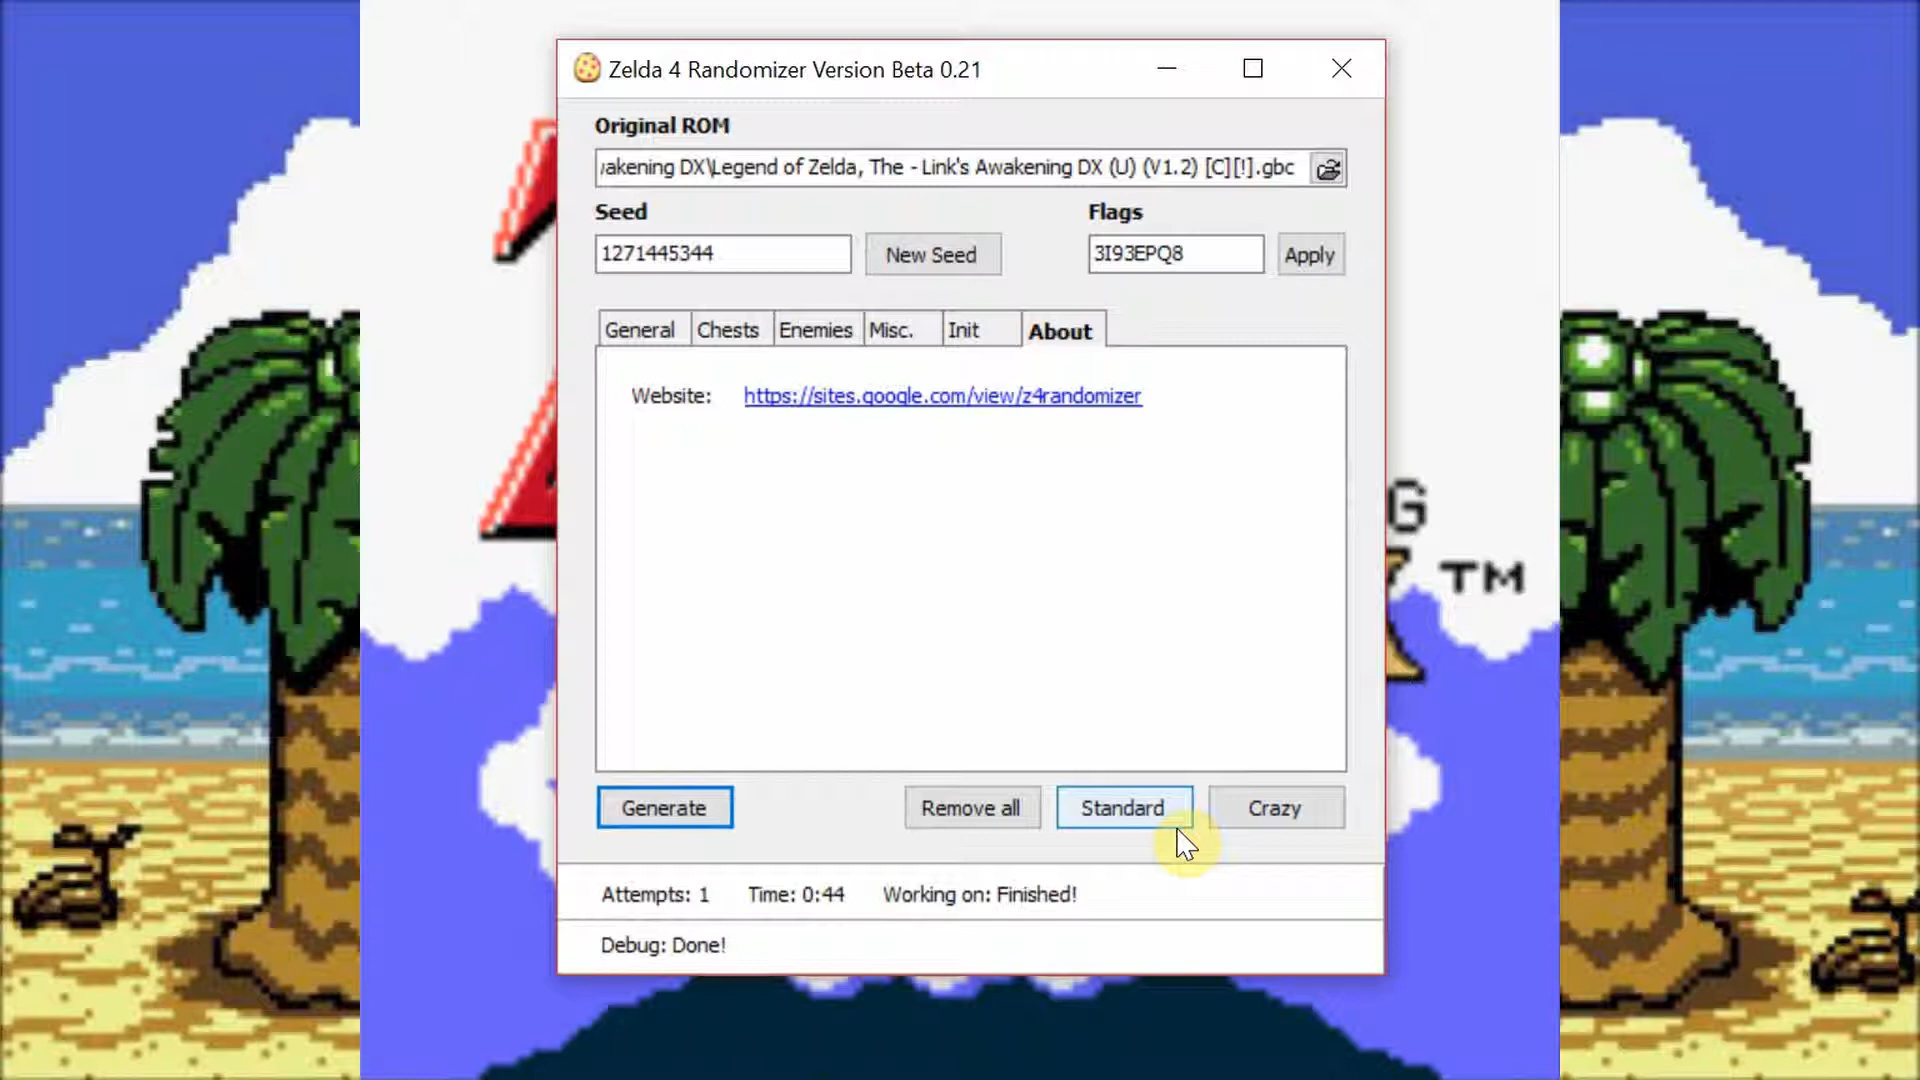 Zelda 4 Randomizer Version Beta 0.21
Original ROM
akening DX\Legend of Zelda, The - Link's Awakening DX (U) (V1.2) [C][!].gbc
Seed
Flags
1271445344
New Seed
3I93EPQ8
Apply
General
Chests
Enemies
Misc.
Init
About
Website:
https://sites.google.com/view/z4randomizer
Generate
Remove all
Standard
Crazy
Attempts: 1
Time: 0:44
Working on: Finished!
Debug: Done!
G
TM